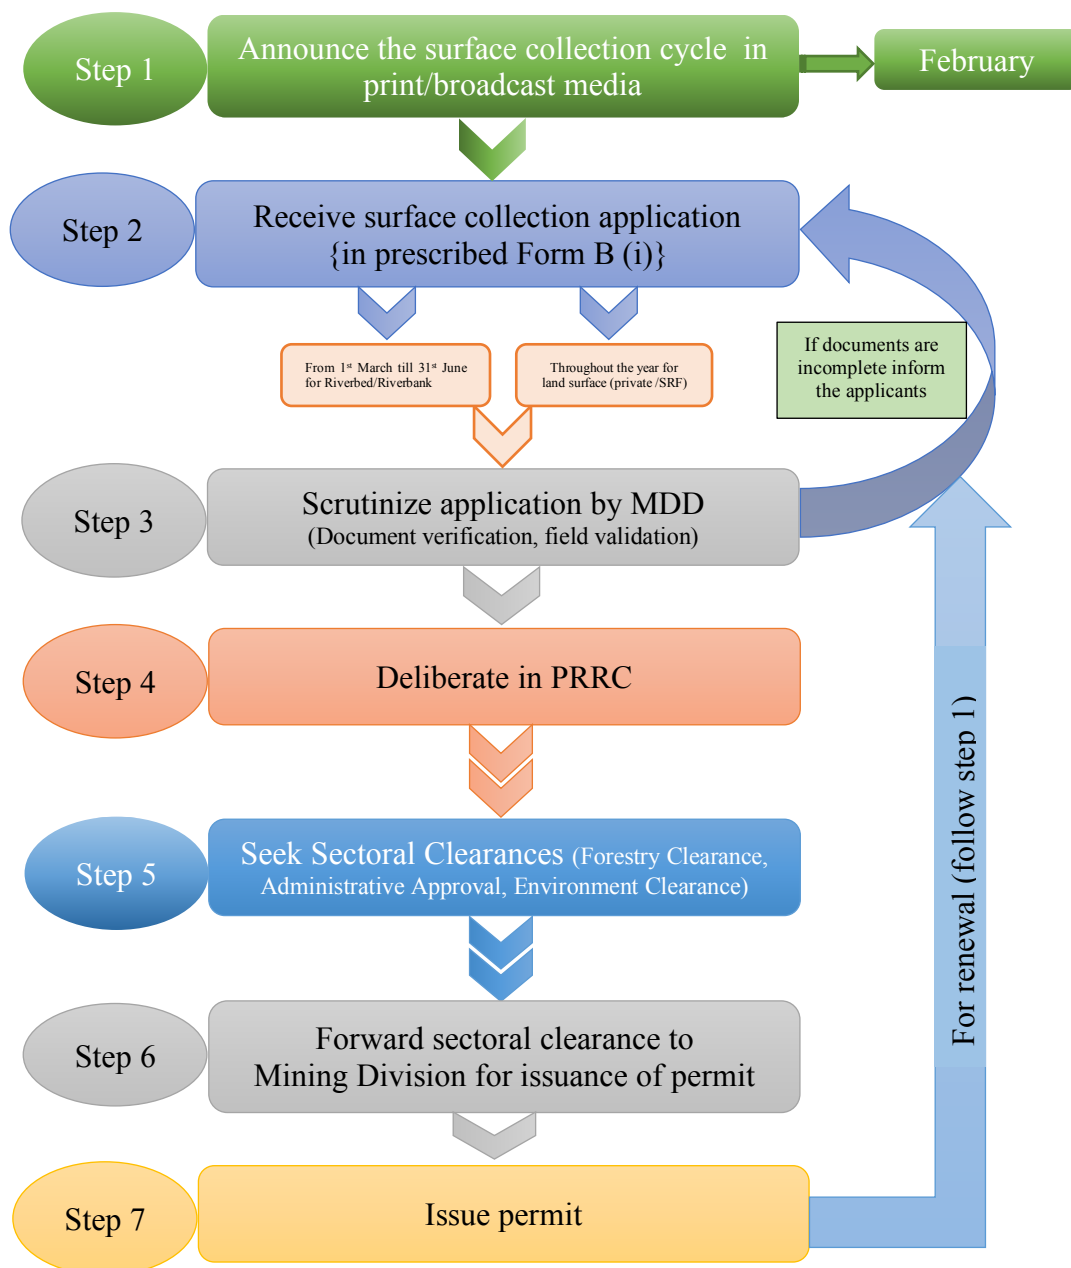 Step 1
Announce the surface collection cycle in
print/broadcast media
February
Step 2
Receive surface collection application
{in prescribed Form B (i)}
From 1st March till 31st June
for Riverbed/Riverbank
Throughout the year for
land surface (private /SRF)
If documents are
incomplete inform
the applicants
Step 3
Scrutinize application by MDD
(Document verification, field validation)
Step 4
Deliberate in PRRC
Step 5
Seek Sectoral Clearances (Forestry Clearance,
Administrative Approval, Environment Clearance)
For renewal (follow step 1)
Step 6
Forward sectoral clearance to
Mining Division for issuance of permit
Step 7
Issue permit